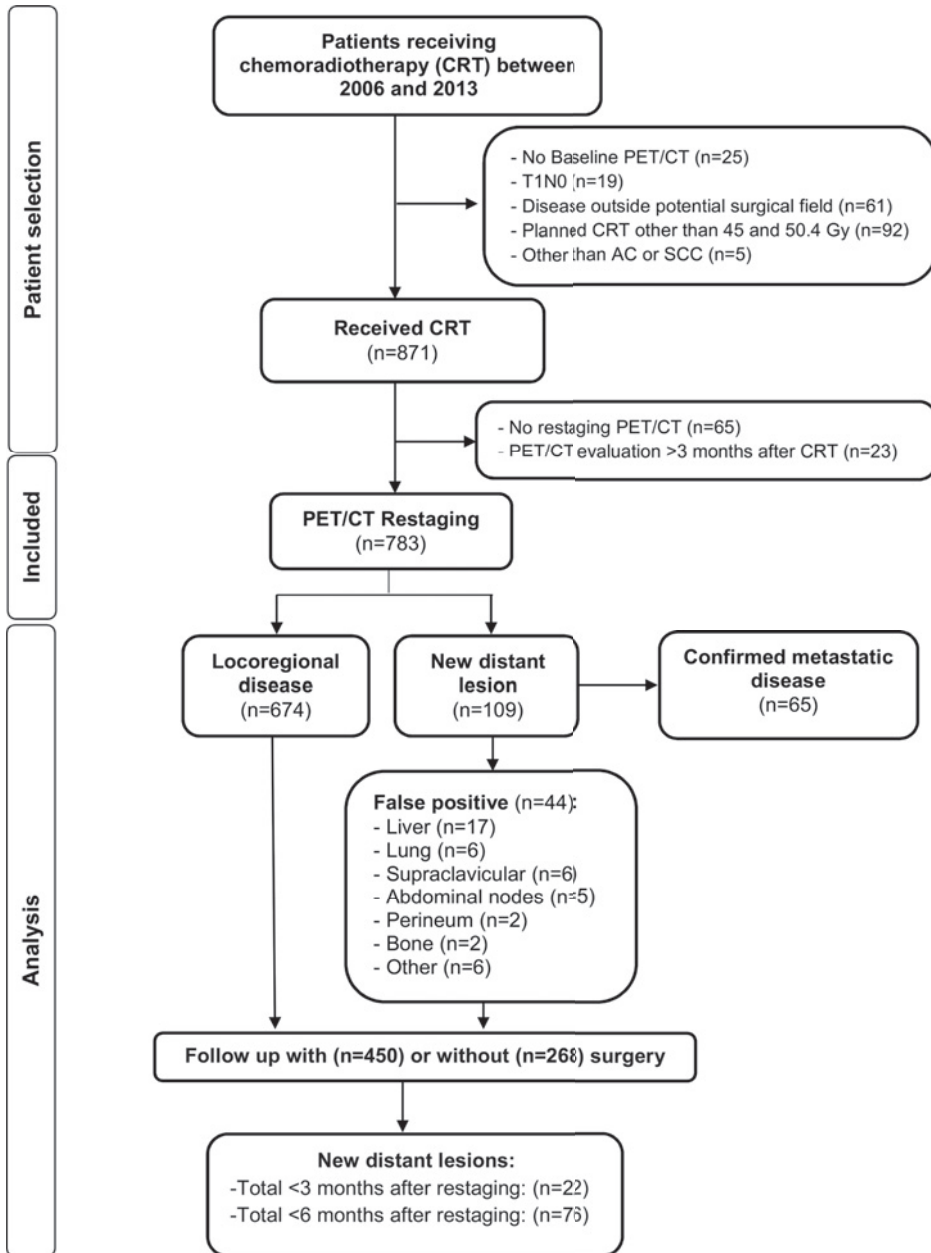 Patient selection
Patients receiving
chemoradiotherapy (CRT) between
2006 and 2013
- No Baseline PET/CT (n=25)
- T1N0 (n=19)
- Disease outside potential surgical field (n=61)
- Planned CRT other than 45 and 50.4 Gy (n=92)
- Other than AC or SCC (n=5)
Received CRT
(n=871)
- No restaging PET/CT (n=65)
- PET/CT evaluation >3 months after CRT (n=23)
Included
PET/CT Restaging
(n=783)
Analysis
Locoregional
disease
(n=674)
New distant
lesion
(n=109)
Confirmed metastatic
disease
(n=65)
False positive (n=44):
- Liver (n=17)
- Lung (n=6)
- Supraclavicular (n=6)
- Abdominal nodes (n=5)
- Perineum (n=2)
- Bone (n=2)
- Other (n=6)
Follow up with (n=450) or without (n=268) surgery
New distant lesions:
-Total <3 months after restaging: (n=22)
-Total <6 months after restaging: (n=76)